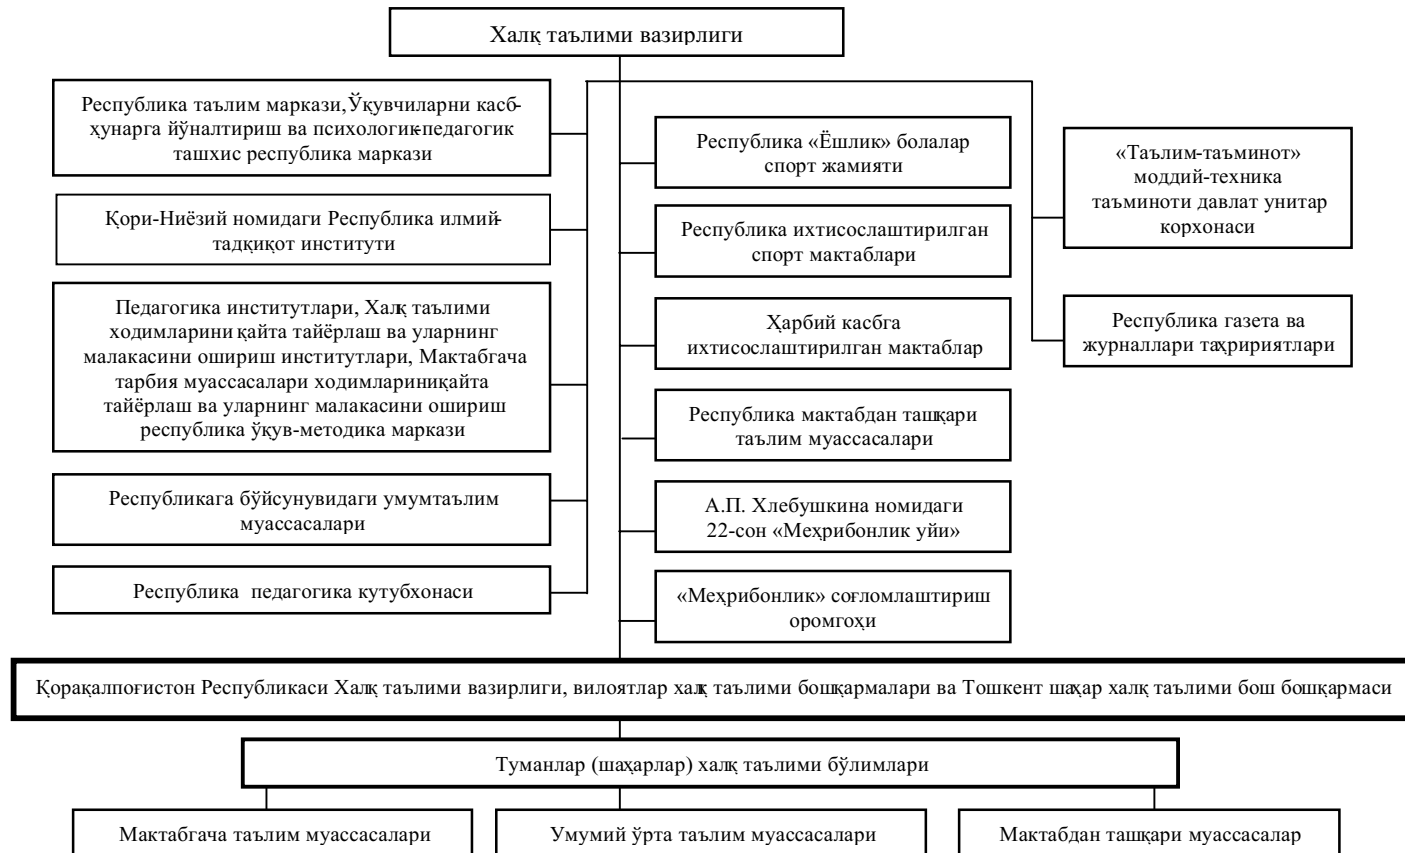 Халқ таълими вазирлиги
Республика таълим маркази,Ўқувчиларни касб-
ҳунарга йўналтириш ва психологик-педагогик
ташхис республика маркази
Қори-Ниёзий номидаги Республика илмий-
тадқиқот институти
Педагогика институтлари, Халқ таълими
ходимларини қайта тайёрлаш ва уларнинг
малакасини ошириш институтлари, Мактабгача
тарбия муассасалари ходимларини қайта
тайёрлаш ва уларнинг малакасини ошириш
республика ўқув-методика маркази
Республикага бўйсунувидаги умумтаълим
муассасалари
Республика педагогика кутубхонаси
Республика «Ёшлик» болалар
спорт жамияти
Республика ихтисослаштирилган
спорт мактаблари
Ҳарбий касбга
ихтисослаштирилган мактаблар
Республика мактабдан ташқари
таълим муассасалари
А.П. Хлебушкина номидаги
22-сон «Меҳрибонлик уйи»
«Меҳрибонлик» соғломлаштириш
оромгоҳи
«Таълим-таъминот»
моддий-техника
таъминоти давлат унитар
корхонаси
Республика газета ва
журналлари таҳририятлари
Қорақалпоғистон Республикаси Халқ таълими вазирлиги, вилоятлар халқ таълими бошқармалари ва Тошкент шаҳар халқ таълими бош бошқармаси
Туманлар (шаҳарлар) халқ таълими бўлимлари
Мактабгача таълим муассасалари
Умумий ўрта таълим муассасалари
Мактабдан ташқари муассасалар